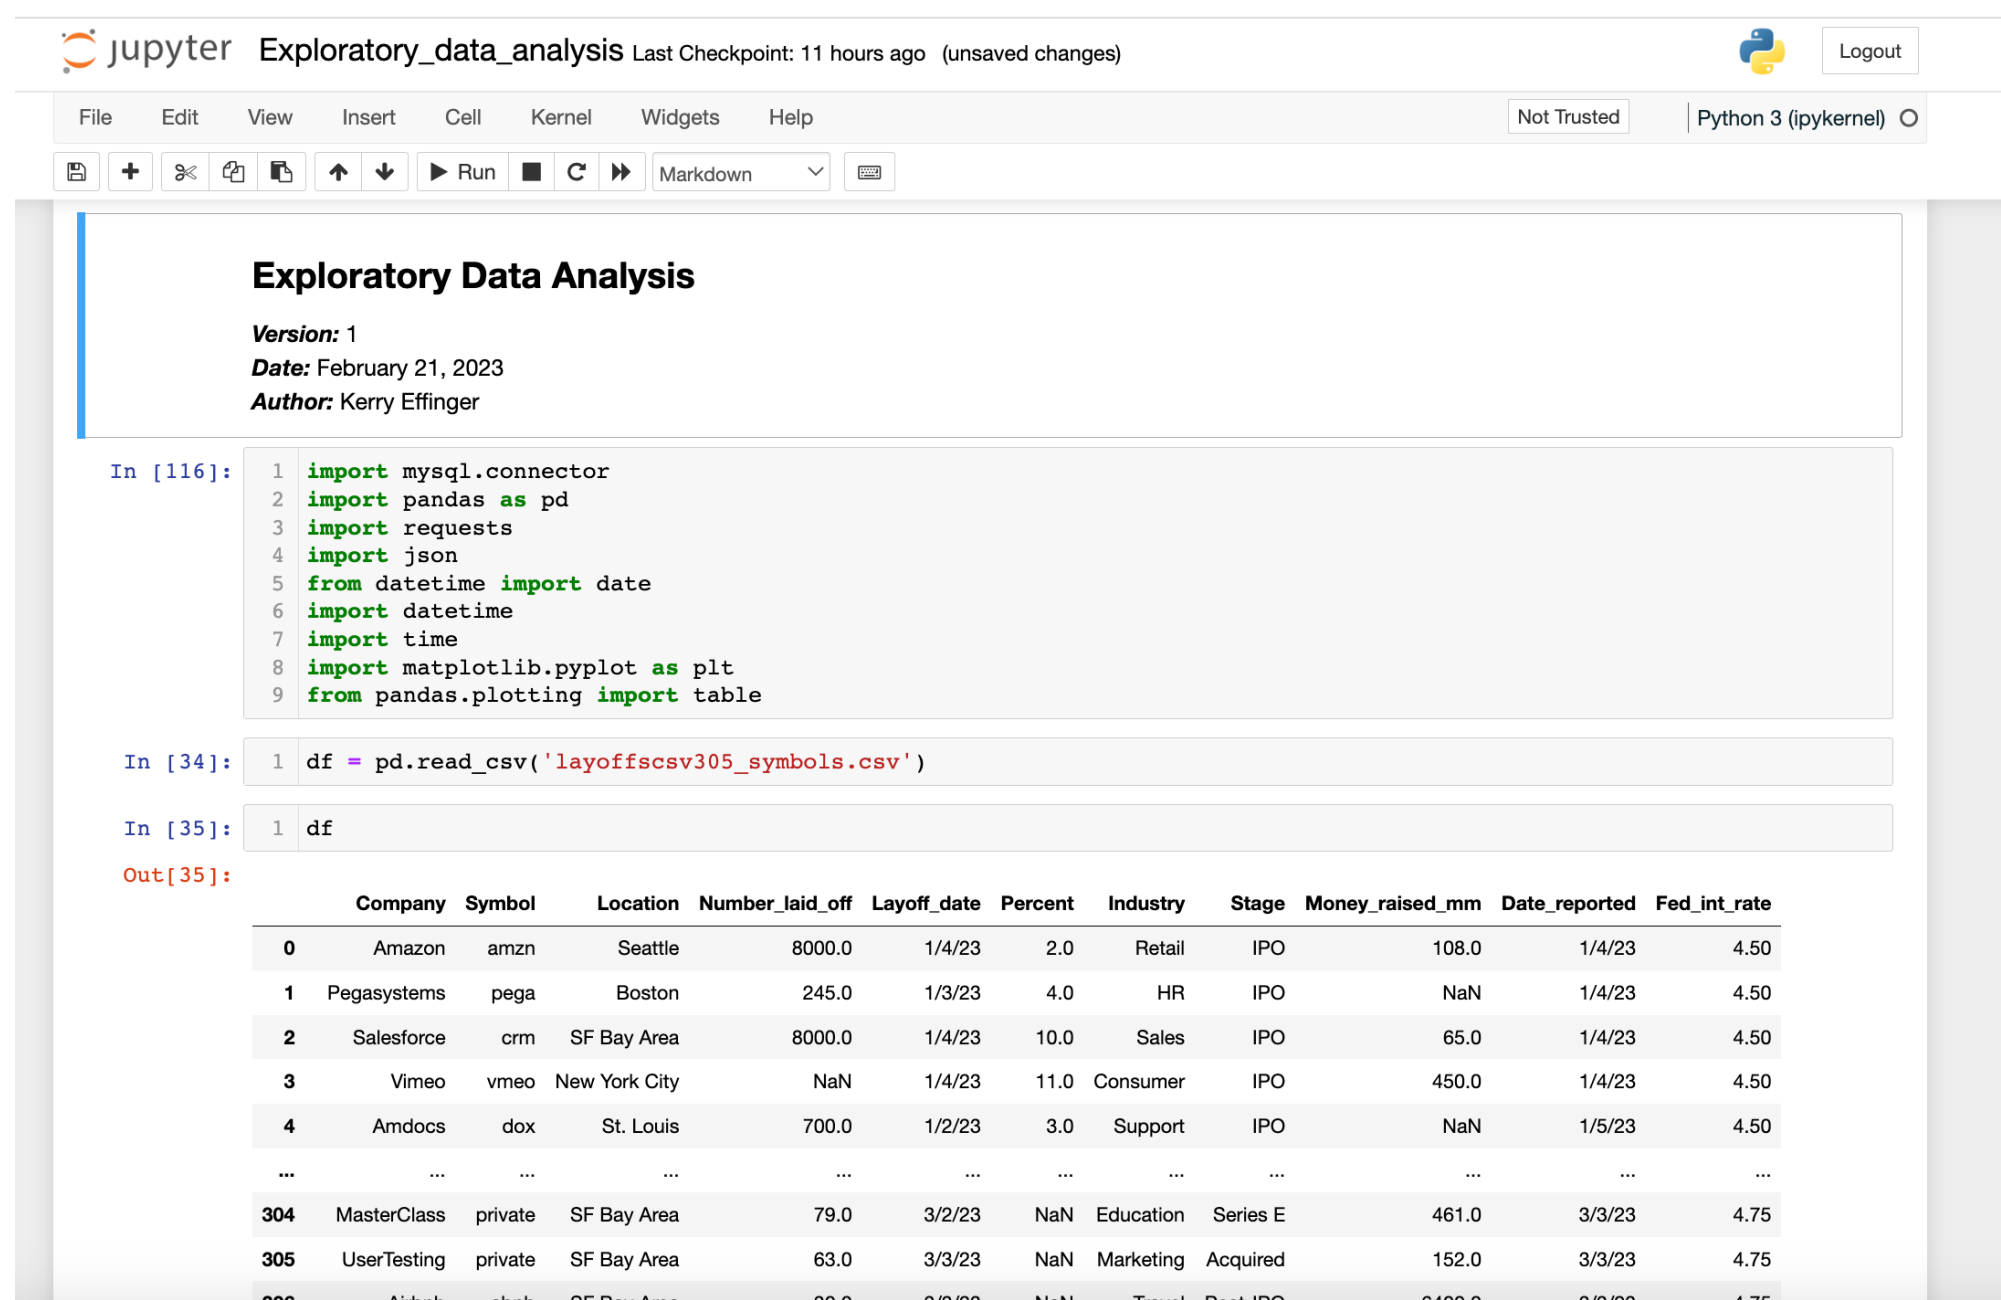 jupyter Exploratory_data_analysis Last Checkpoint: 11 hours ago (unsaved changes) Logout
File Edit View Insert Cell Kernel Widgets Help Not Trusted Python 3 (ipykernel)
Run Markdown
Exploratory Data Analysis
Version: 1
Date: February 21, 2023
Author: Kerry Effinger
In [116]: 1 import mysql.connector
2 import pandas as pd
3 import requests
4 import json
5 from datetime import date
6 import datetime
7 import time
8 import matplotlib.pyplot as plt
9 from pandas.plotting import table
In [34]: 1 df = pd.read_csv('layoffscsv305_symbols.csv')
In [35]: 1 df
Out[35]:
Company Symbol Location Number_laid_off Layoff_date Percent Industry Stage Money_raised_mm Date_reported Fed_int_rate
0 Amazon amzn Seattle 8000.0 1/4/23 2.0 Retail IPO 108.0 1/4/23 4.50
1 Pegasystems pega Boston 245.0 1/3/23 4.0 HR IPO NaN 1/4/23 4.50
2 Salesforce crm SF Bay Area 8000.0 1/4/23 10.0 Sales IPO 65.0 1/4/23 4.50
3 Vimeo vmeo New York City NaN 1/4/23 11.0 Consumer IPO 450.0 1/4/23 4.50
4 Amdocs dox St. Louis 700.0 1/2/23 3.0 Support IPO NaN 1/5/23 4.50
... ... ... ... ... ... ... ... ... ... ... ...
304 MasterClass private SF Bay Area 79.0 3/2/23 NaN Education Series E 461.0 3/3/23 4.75
305 UserTesting private SF Bay Area 63.0 3/3/23 NaN Marketing Acquired 152.0 3/3/23 4.75